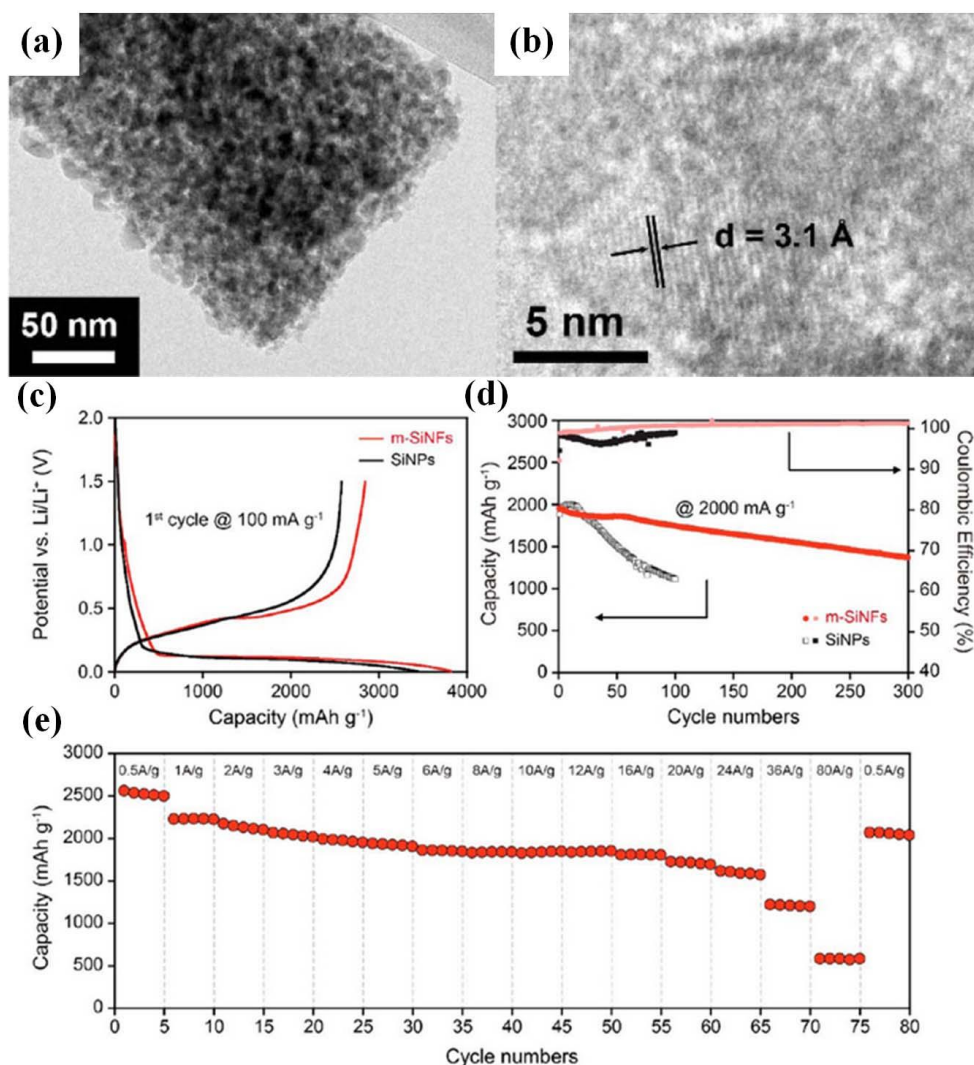 (a)
50 nm
(b)
d = 3.1 Å
5 nm
(c)
Potential vs. Li/Li⁺ (V)
2.0
1.5
1.0
0.5
0.0
m-SiNFs
SiNPs
1st cycle @ 100 mA g⁻¹
0 1000 2000 3000 4000
Capacity (mAh g⁻¹)
(d)
Capacity (mAh g⁻¹)
3000
2700
2400
2000
1500
1000
500
0
@ 2000 mA g⁻¹
m-SiNFs
SiNPs
100
90
80
70
60
50
40
Coulombic Efficiency (%)
0 50 100 150 200 250 300
Cycle numbers
(e)
Capacity (mAh g⁻¹)
3000
2500
2000
1500
1000
500
0
0.5A/g 1A/g 2A/g 3A/g 4A/g 5A/g 6A/g 8A/g 10A/g 12A/g 16A/g 20A/g 24A/g 36A/g 80A/g 0.5A/g
0 5 10 15 20 25 30 35 40 45 50 55 60 65 70 75 80
Cycle numbers